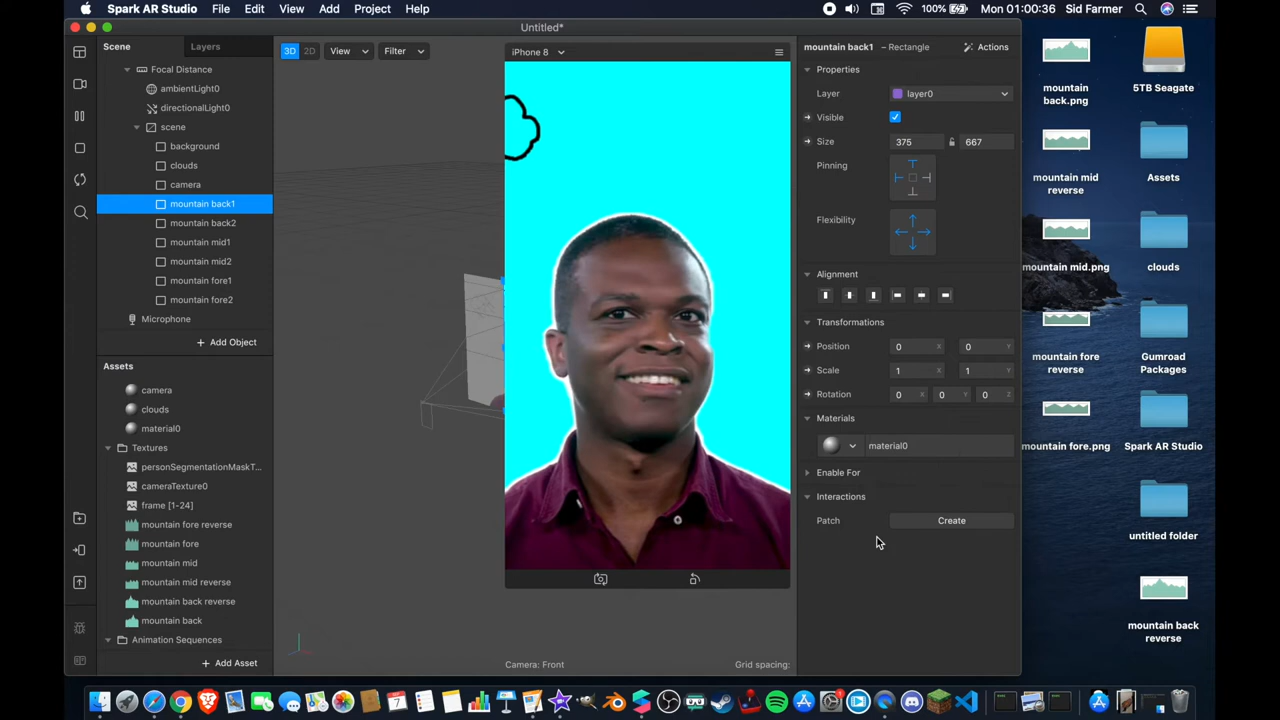 Spark AR Studio File Edit View Add Project Help 100% Mon 01:00:36 Sid Farmer
Untitled*
Scene Layers
Focal Distance
ambientLight0
directionalLight0
scene
background
clouds
camera
mountain back1
mountain back2
mountain mid1
mountain mid2
mountain fore1
mountain fore2
Microphone
+ Add Object
Assets
camera
clouds
material0
Textures
personSegmentationMaskT...
cameraTexture0
frame [1-24]
mountain fore reverse
mountain fore
mountain mid
mountain mid reverse
mountain back reverse
mountain back
Animation Sequences
+ Add Asset
3D 2D View Filter
iPhone 8
Camera: Front Grid spacing:
mountain back1 – Rectangle Actions
Properties
Layer layer0
Visible
Size 375 667
Pinning
Flexibility
Alignment
Transformations
Position 0 X 0 Y
Scale 1 X 1 Y
Rotation 0 X 0 Y 0 Z
Materials
material0
Enable For
Interactions
Patch Create
mountain
back.png
5TB Seagate
mountain mid
reverse
Assets
mountain mid.png
clouds
mountain fore
reverse
Gumroad
Packages
mountain fore.png
Spark AR Studio
untitled folder
mountain back
reverse